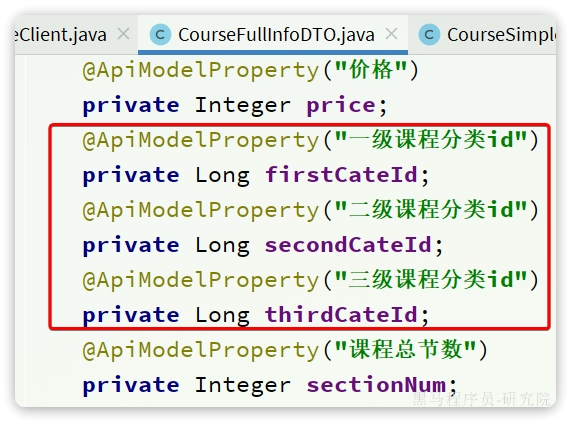 eClient.java × CourseFullInfoDTO.java × CourseSimple
@ApiModelProperty("价格")
private Integer price;
@ApiModelProperty("一级课程分类id")
private Long firstCateId;
@ApiModelProperty("二级课程分类id")
private Long secondCateId;
@ApiModelProperty("三级课程分类id")
private Long thirdCateId;
@ApiModelProperty("课程总节数")
private Integer sectionNum;
黑马程序员-研究院